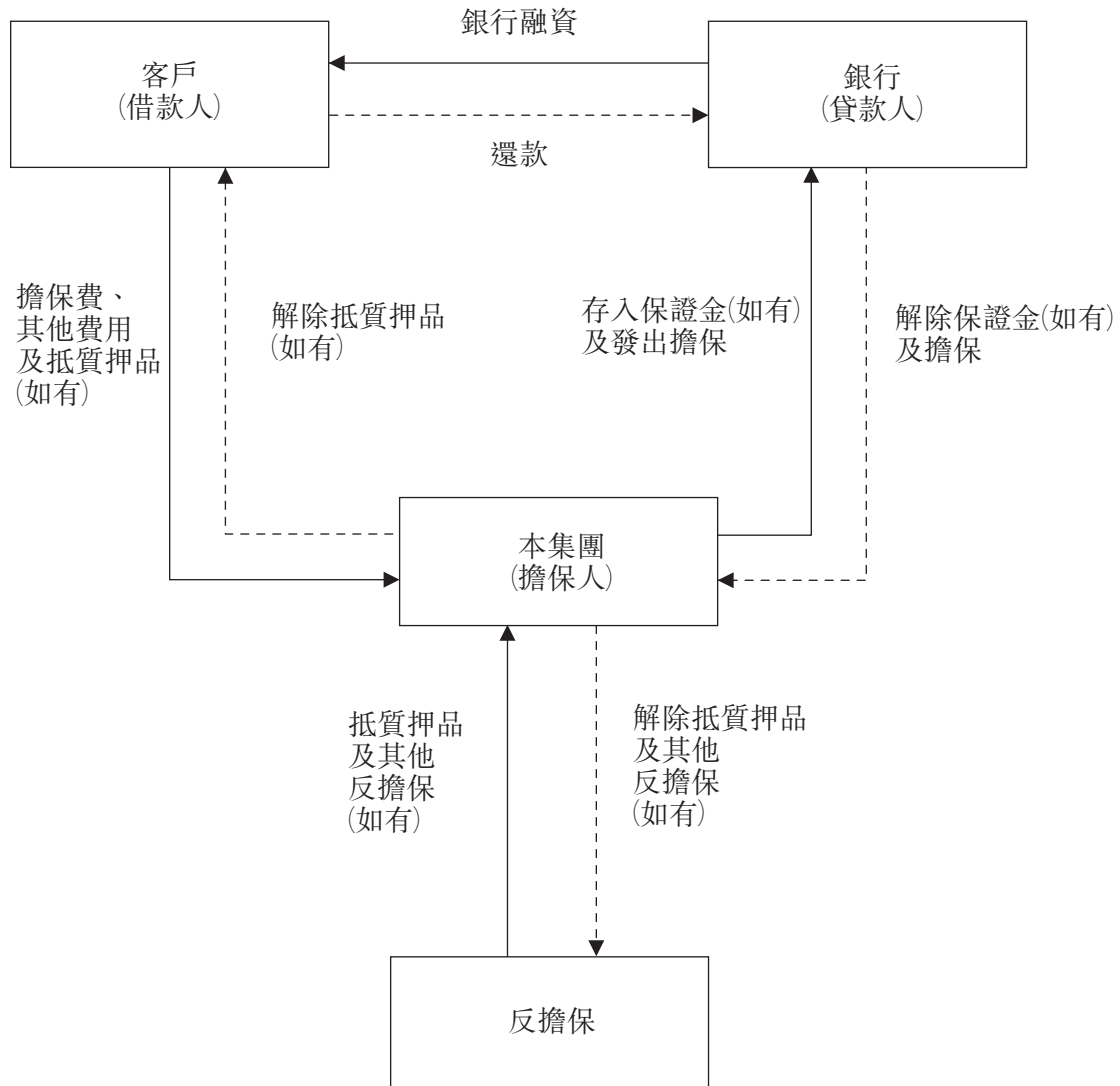 銀行融資
客戶
(借款人)
銀行
(貸款人)
還款
擔保費、
其他費用
及抵質押品
(如有)
解除抵質押品
(如有)
存入保證金(如有)
及發出擔保
解除保證金(如有)
及擔保
本集團
(擔保人)
抵質押品
及其他
反擔保
(如有)
解除抵質押品
及其他
反擔保
(如有)
反擔保